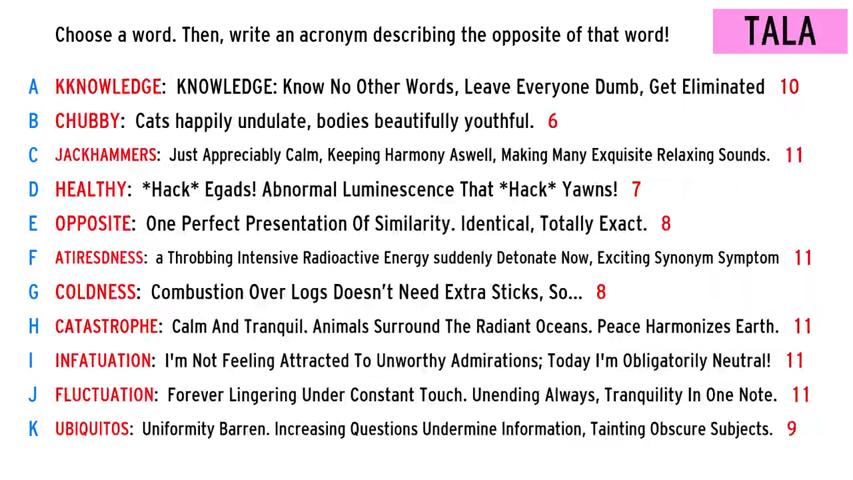 Choose a word. Then, write an acronym describing the opposite of that word!
TALA
A KKNOWLEDGE: KNOWLEDGE: Know No Other Words, Leave Everyone Dumb, Get Eliminated 10
B CHUBBY: Cats happily undulate, bodies beautifully youthful. 6
C JACKHAMMERS: Just Appreciably Calm, Keeping Harmony Aswell, Making Many Exquisite Relaxing Sounds. 11
D HEALTHY: *Hack* Egads! Abnormal Luminescence That *Hack* Yawns! 7
E OPPOSITE: One Perfect Presentation Of Similarity. Identical, Totally Exact. 8
F ATIRESDNESS: a Throbbing Intensive Radioactive Energy suddenly Detonate Now, Exciting Synonym Symptom 11
G COLDNESS: Combustion Over Logs Doesn't Need Extra Sticks, So... 8
H CATASTROPHE: Calm And Tranquil. Animals Surround The Radiant Oceans. Peace Harmonizes Earth. 11
I INFATUATION: I'm Not Feeling Attracted To Unworthy Admirations; Today I'm Obligatorily Neutral! 11
J FLUCTUATION: Forever Lingering Under Constant Touch. Unending Always, Tranquility In One Note. 11
K UBIQUITOS: Uniformity Barren. Increasing Questions Undermine Information, Tainting Obscure Subjects. 9